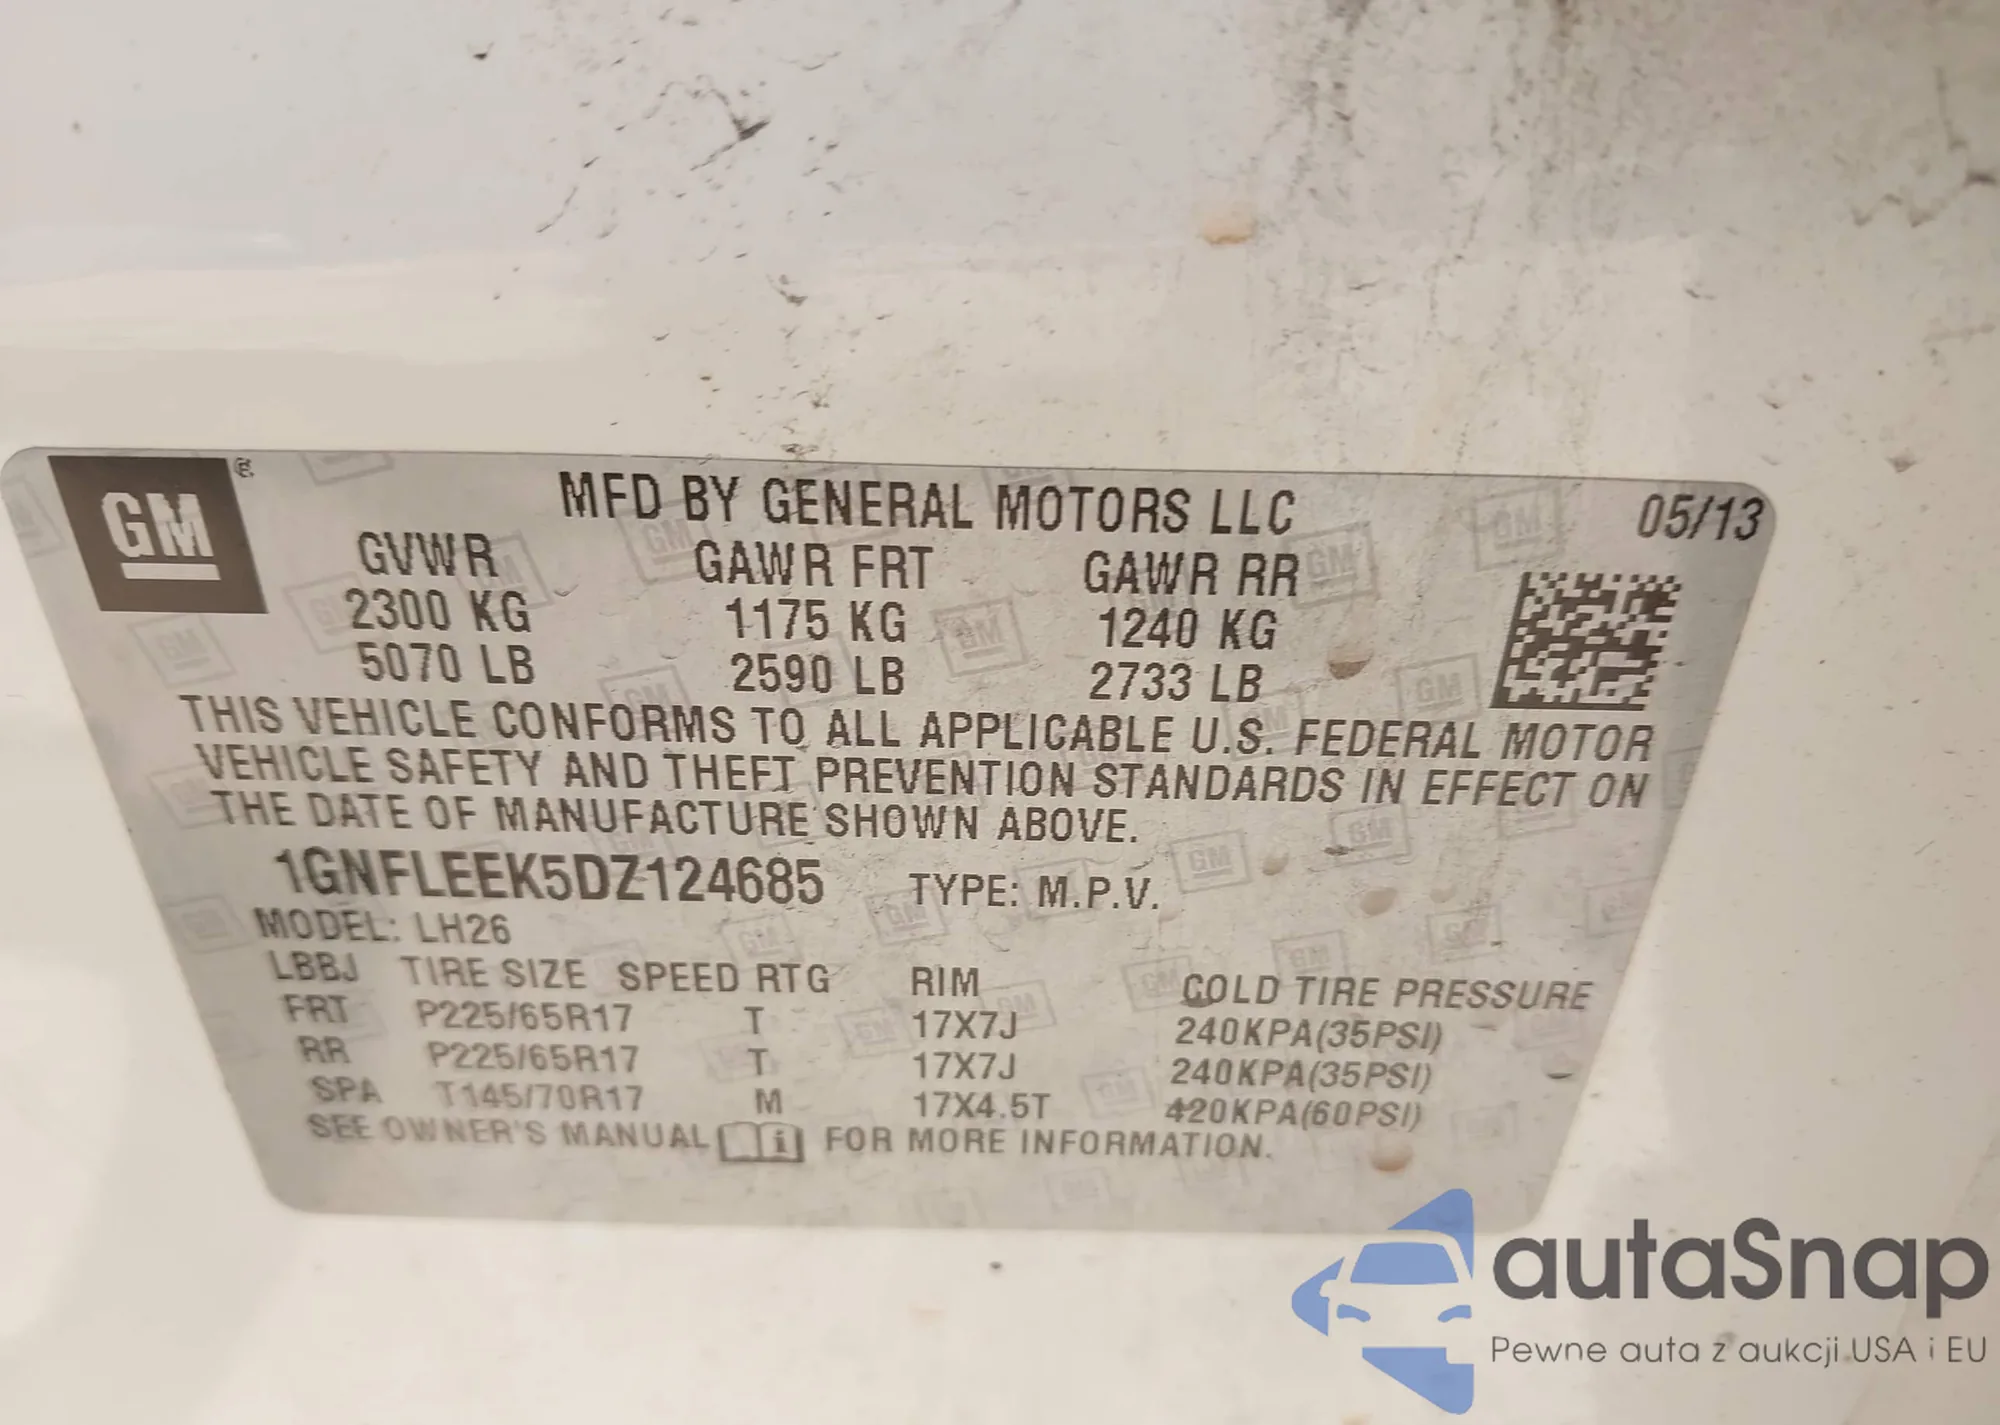 GM®
MFD BY GENERAL MOTORS LLC
05/13
GVWR GAWR FRT GAWR RR
2300 KG 1175 KG 1240 KG
5070 LB 2590 LB 2733 LB
THIS VEHICLE CONFORMS TO ALL APPLICABLE U.S. FEDERAL MOTOR
VEHICLE SAFETY AND THEFT PREVENTION STANDARDS IN EFFECT ON
THE DATE OF MANUFACTURE SHOWN ABOVE.
1GNFLEEK5DZ124685 TYPE: M.P.V.
MODEL: LH26
LBBJ TIRE SIZE SPEED RTG RIM COLD TIRE PRESSURE
FRT P225/65R17 T 17X7J 240KPA(35PSI)
RR P225/65R17 T 17X7J 240KPA(35PSI)
SPA T145/70R17 M 17X4.5T 420KPA(60PSI)
SEE OWNER'S MANUAL FOR MORE INFORMATION.
autaSnap
Pewne auta z aukcji USA i EU